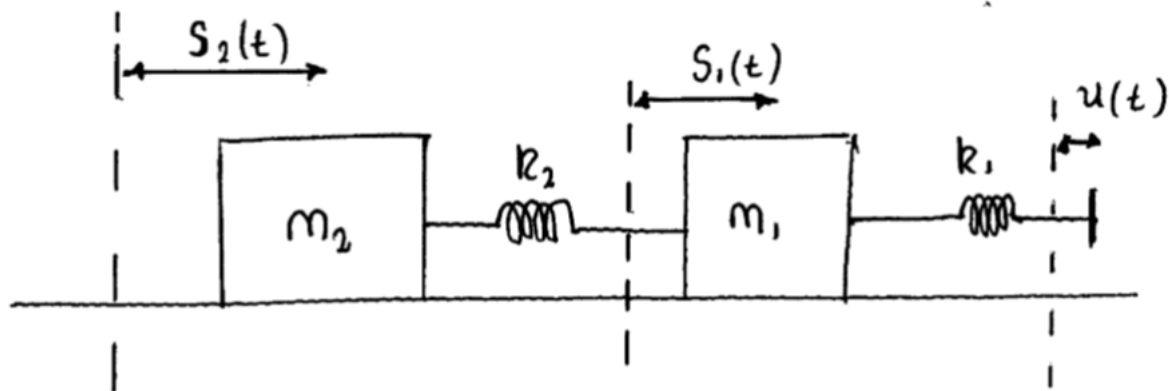 S₂(t)
S₁(t)
u(t)
k₂
k₁
m₂
m₁